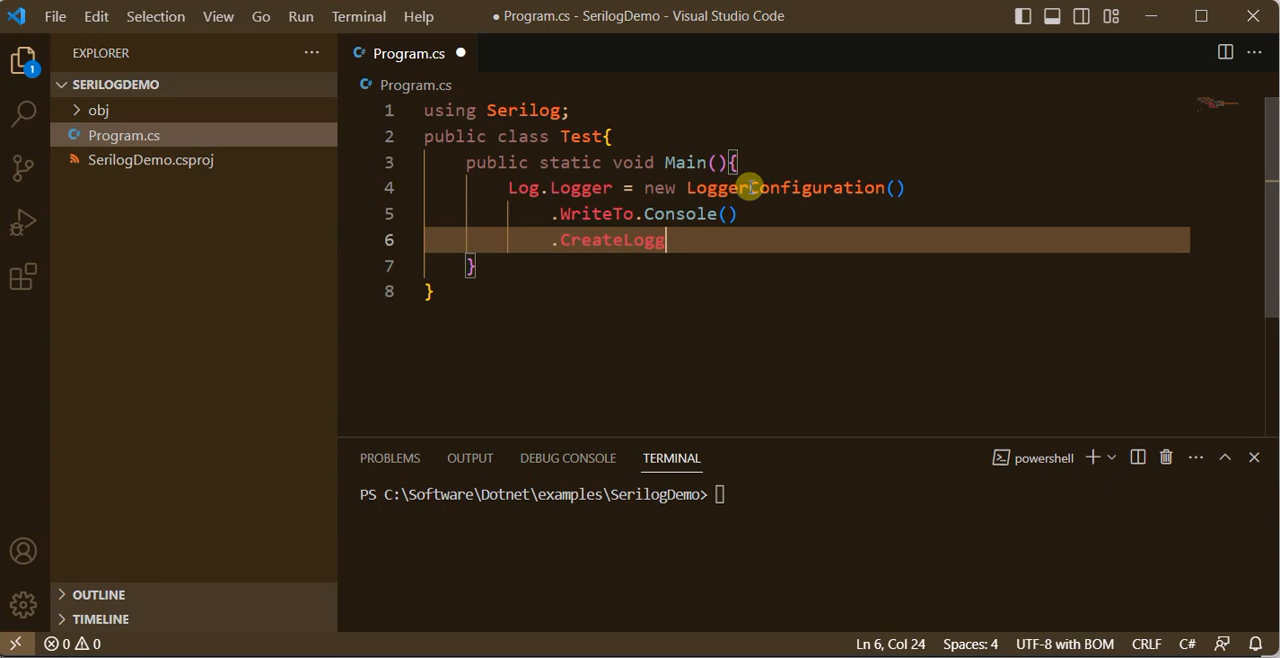 File Edit Selection View Go Run Terminal Help
● Program.cs - SerilogDemo - Visual Studio Code
EXPLORER
1
SERILOGDEMO
obj
Program.cs
SerilogDemo.csproj
OUTLINE
TIMELINE
Program.cs
Program.cs
1 using Serilog;
2 public class Test{
3 public static void Main(){
4 Log.Logger = new LoggerConfiguration()
5 .WriteTo.Console()
6 .CreateLogg
7 }
8 }
PROBLEMS OUTPUT DEBUG CONSOLE TERMINAL
powershell
PS C:\Software\Dotnet\examples\SerilogDemo>
0 0
Ln 6, Col 24 Spaces: 4 UTF-8 with BOM CRLF C#